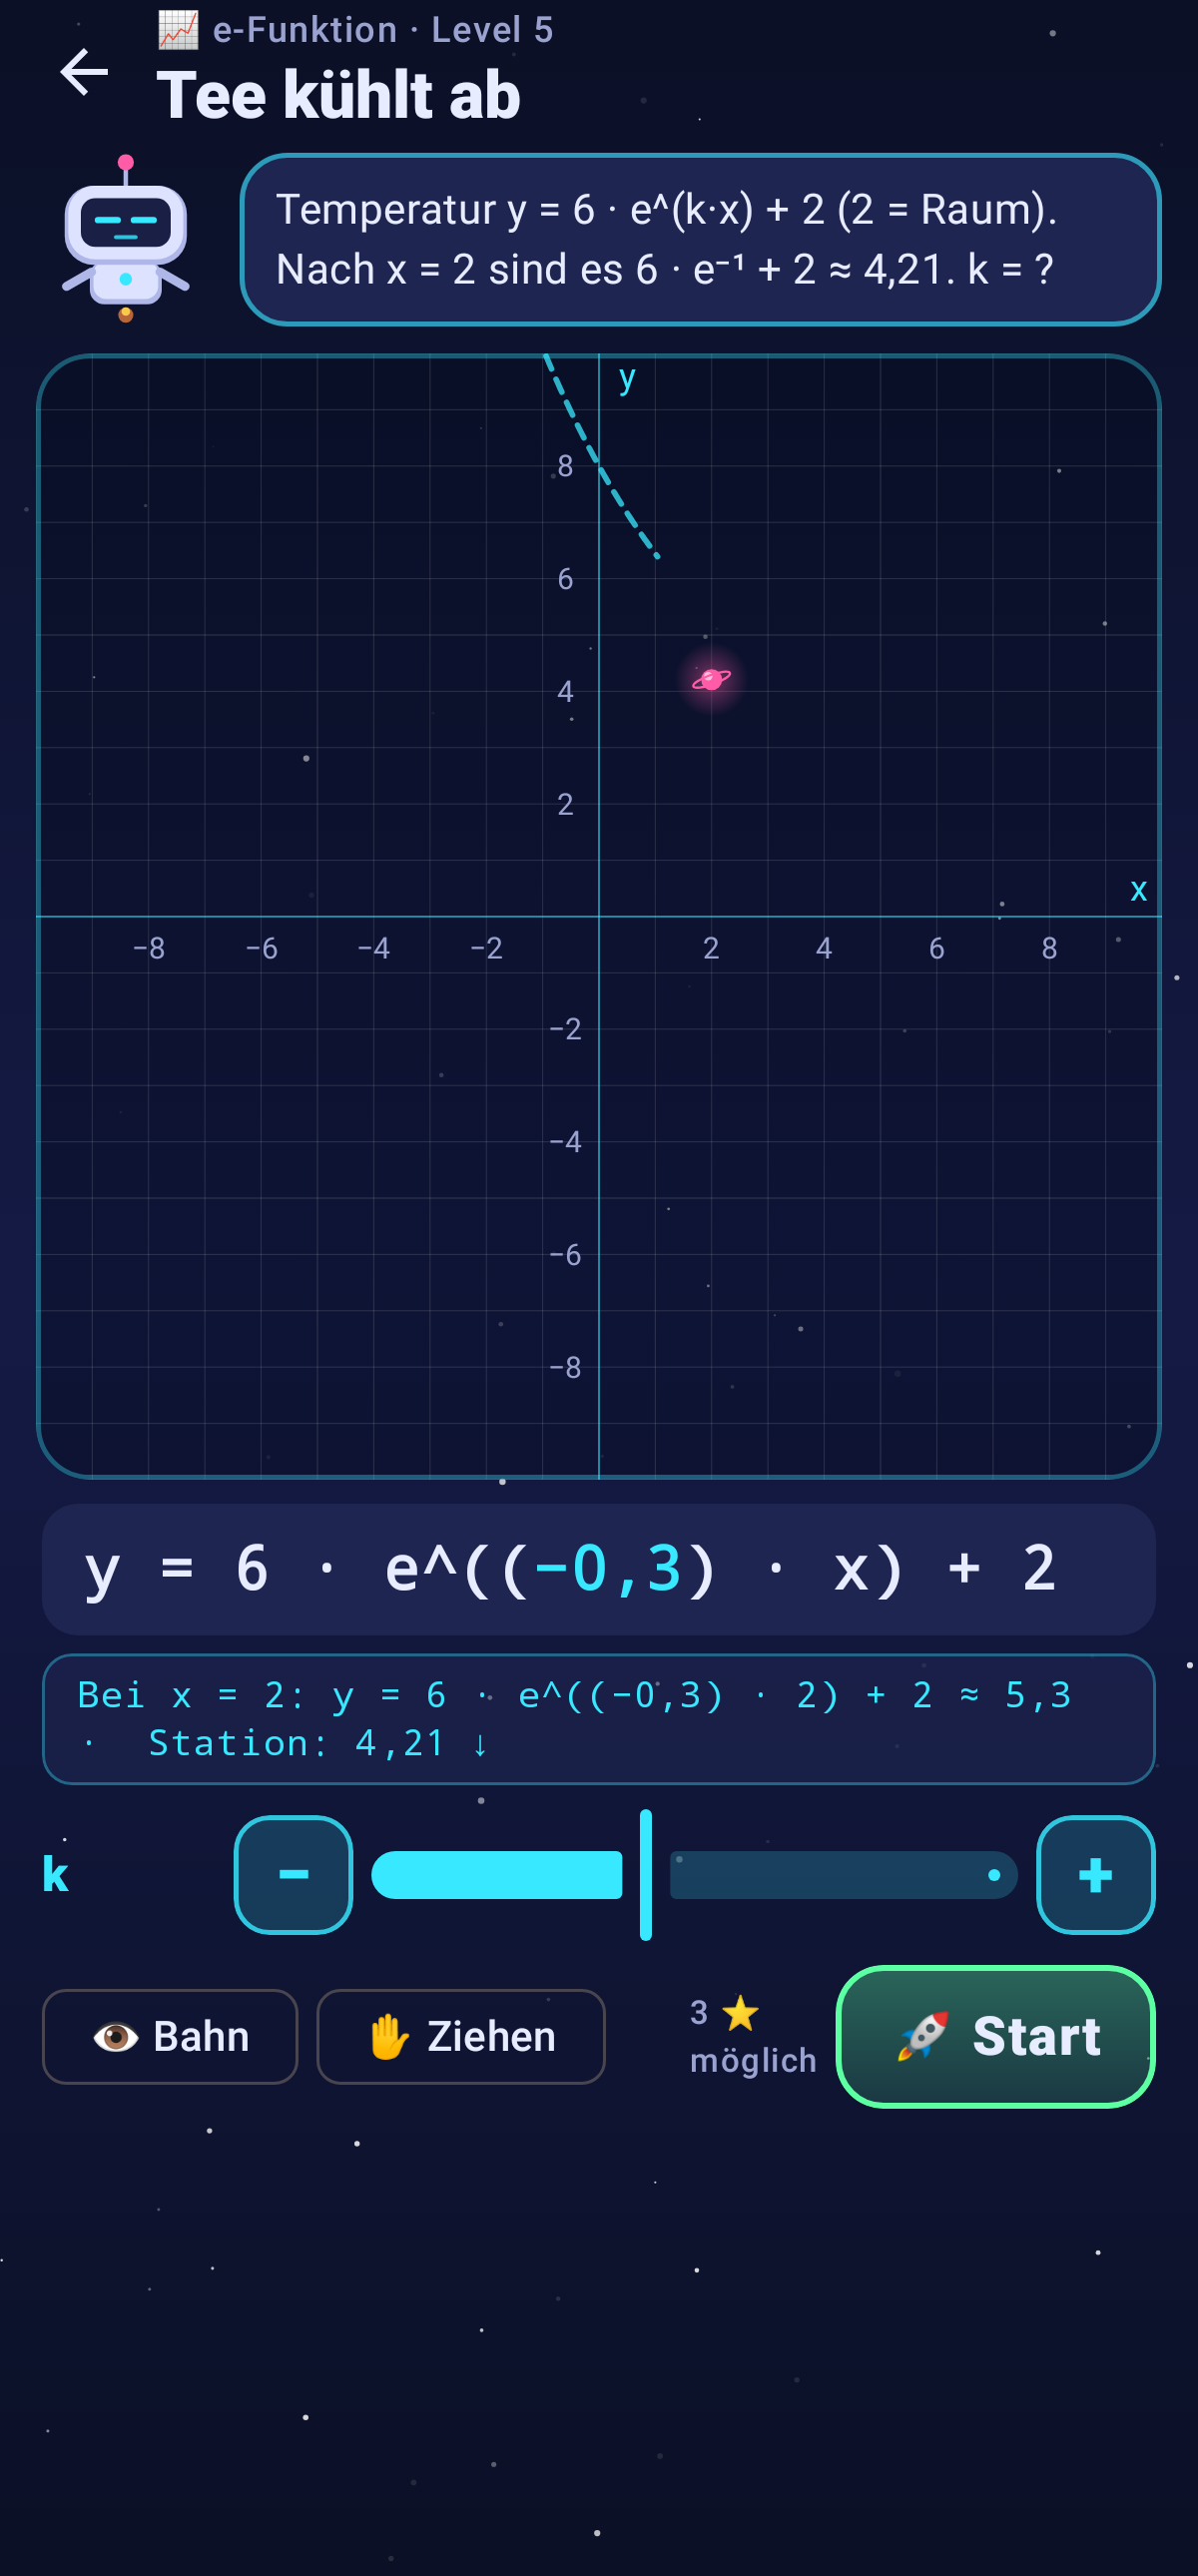 📈 e-Funktion · Level 5
Tee kühlt ab
Temperatur y = 6 · e^(k·x) + 2 (2 = Raum).
Nach x = 2 sind es 6 · e⁻¹ + 2 ≈ 4,21. k = ?
y
8
6
4
2
x
−8 −6 −4 −2 2 4 6 8
−2
−4
−6
−8
y = 6 · e^((−0,3) · x) + 2
Bei x = 2: y = 6 · e^((−0,3) · 2) + 2 ≈ 5,3
· Station: 4,21 ↓
k − +
👁️ Bahn ✋ Ziehen 3 ⭐ 🚀 Start
möglich